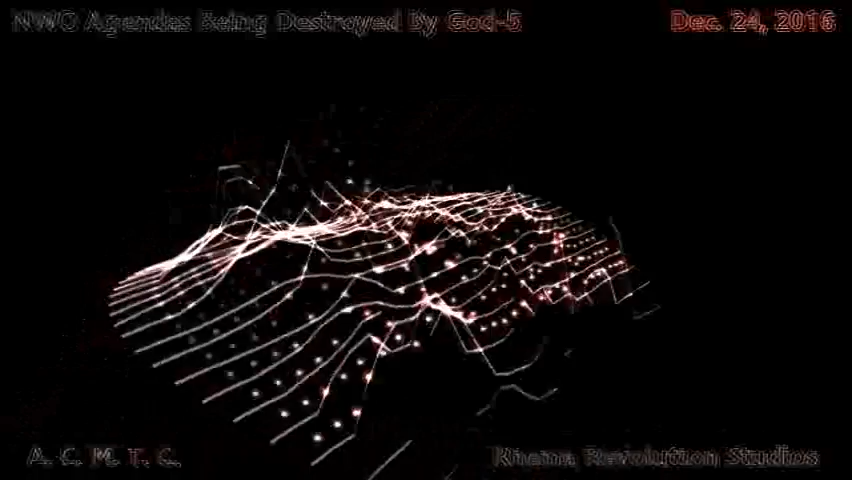 NWO Agendas Being Destroyed By God-5
Dec. 24, 2016
A. C. M. T. C.
Rhema Revolution Studios